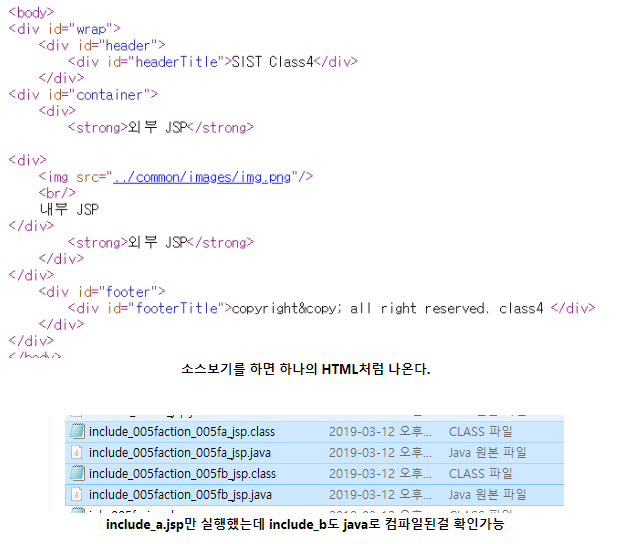 <body>
<div id="wrap">
<div id="header">
<div id="headerTitle">SIST Class4</div>
</div>
<div id="container">
<div>
<strong>외부 JSP</strong>
<div>
<img src="../common/images/img.png"/>
<br/>
내부 JSP
</div>
<strong>외부 JSP</strong>
</div>
</div>
<div id="footer">
<div id="footerTitle">copyright&copy; all right reserved. class4 </div>
</div>
</div>
</body>
소스보기를 하면 하나의 HTML처럼 나온다.
include_005faction_005fa_jsp.class 2019-03-12 오후... CLASS 파일
include_005faction_005fa_jsp.java 2019-03-12 오후... Java 원본 파일
include_005faction_005fb_jsp.class 2019-03-12 오후... CLASS 파일
include_005faction_005fb_jsp.java 2019-03-12 오후... Java 원본 파일
include_a.jsp만 실행했는데 include_b도 java로 컴파일된걸 확인가능